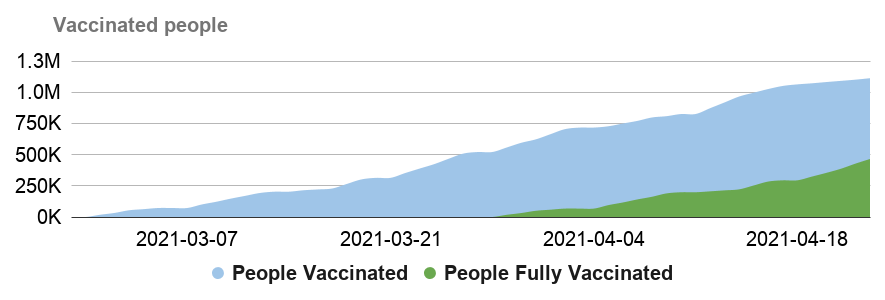 Vaccinated people
1.3M
1.0M
750K
500K
250K
0K
2021-03-07 2021-03-21 2021-04-04 2021-04-18
People Vaccinated People Fully Vaccinated